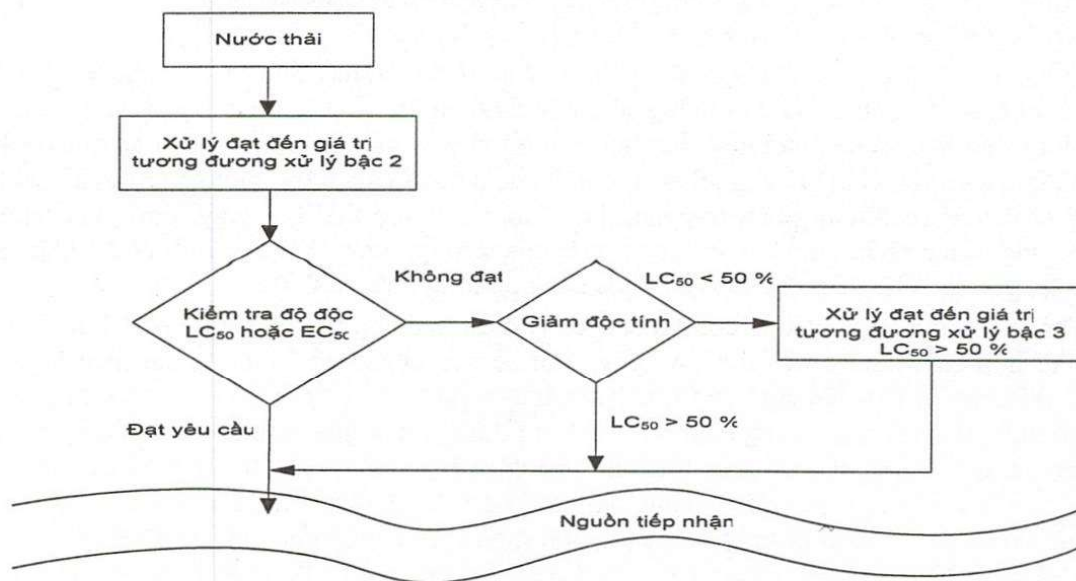 Nước thải
Xử lý đạt đến giá trị
tương đương xử lý bậc 2
Kiểm tra độ độc
LC₅₀ hoặc EC₅₀
Không đạt
Giảm độc tính
LC₅₀ < 50 %
Xử lý đạt đến giá trị
tương đương xử lý bậc 3
LC₅₀ > 50 %
Đạt yêu cầu
LC₅₀ > 50 %
Nguồn tiếp nhận